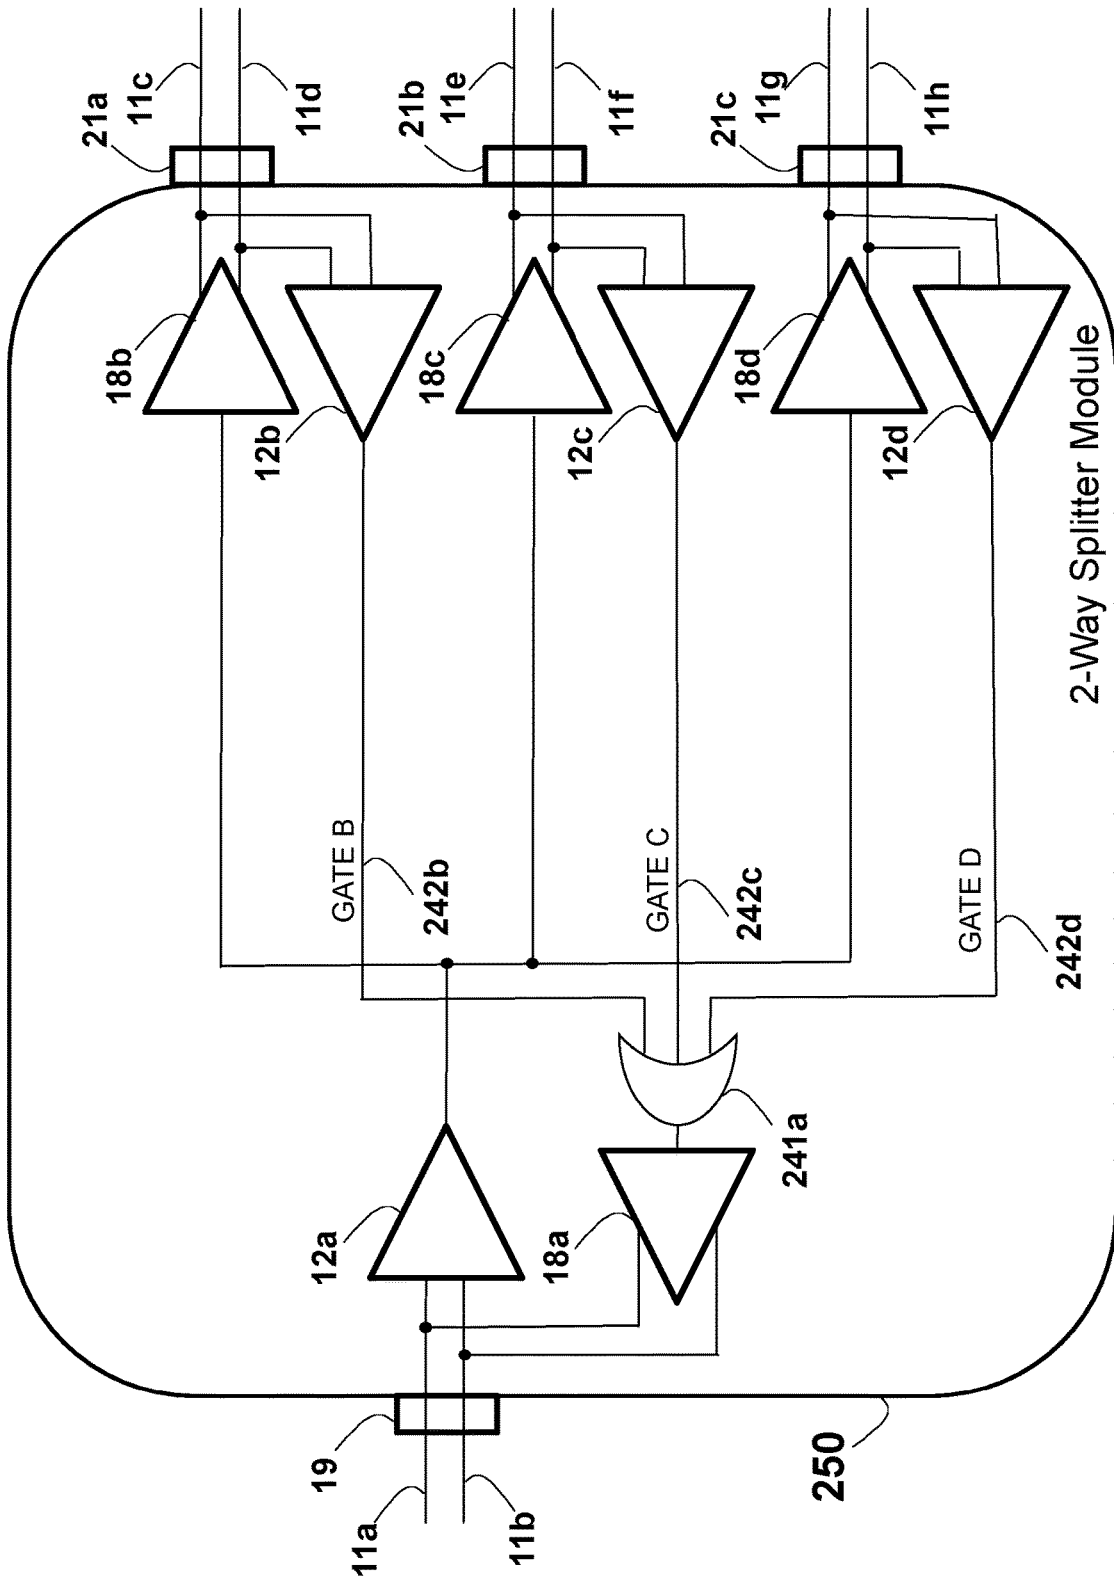 11a
11b
19
250
12a
18a
241a
GATE B
242b
GATE C
242c
GATE D
242d
18b
12b
18c
12c
18d
12d
21a
11c
11d
21b
11e
11f
21c
11g
11h
2-Way Splitter Module